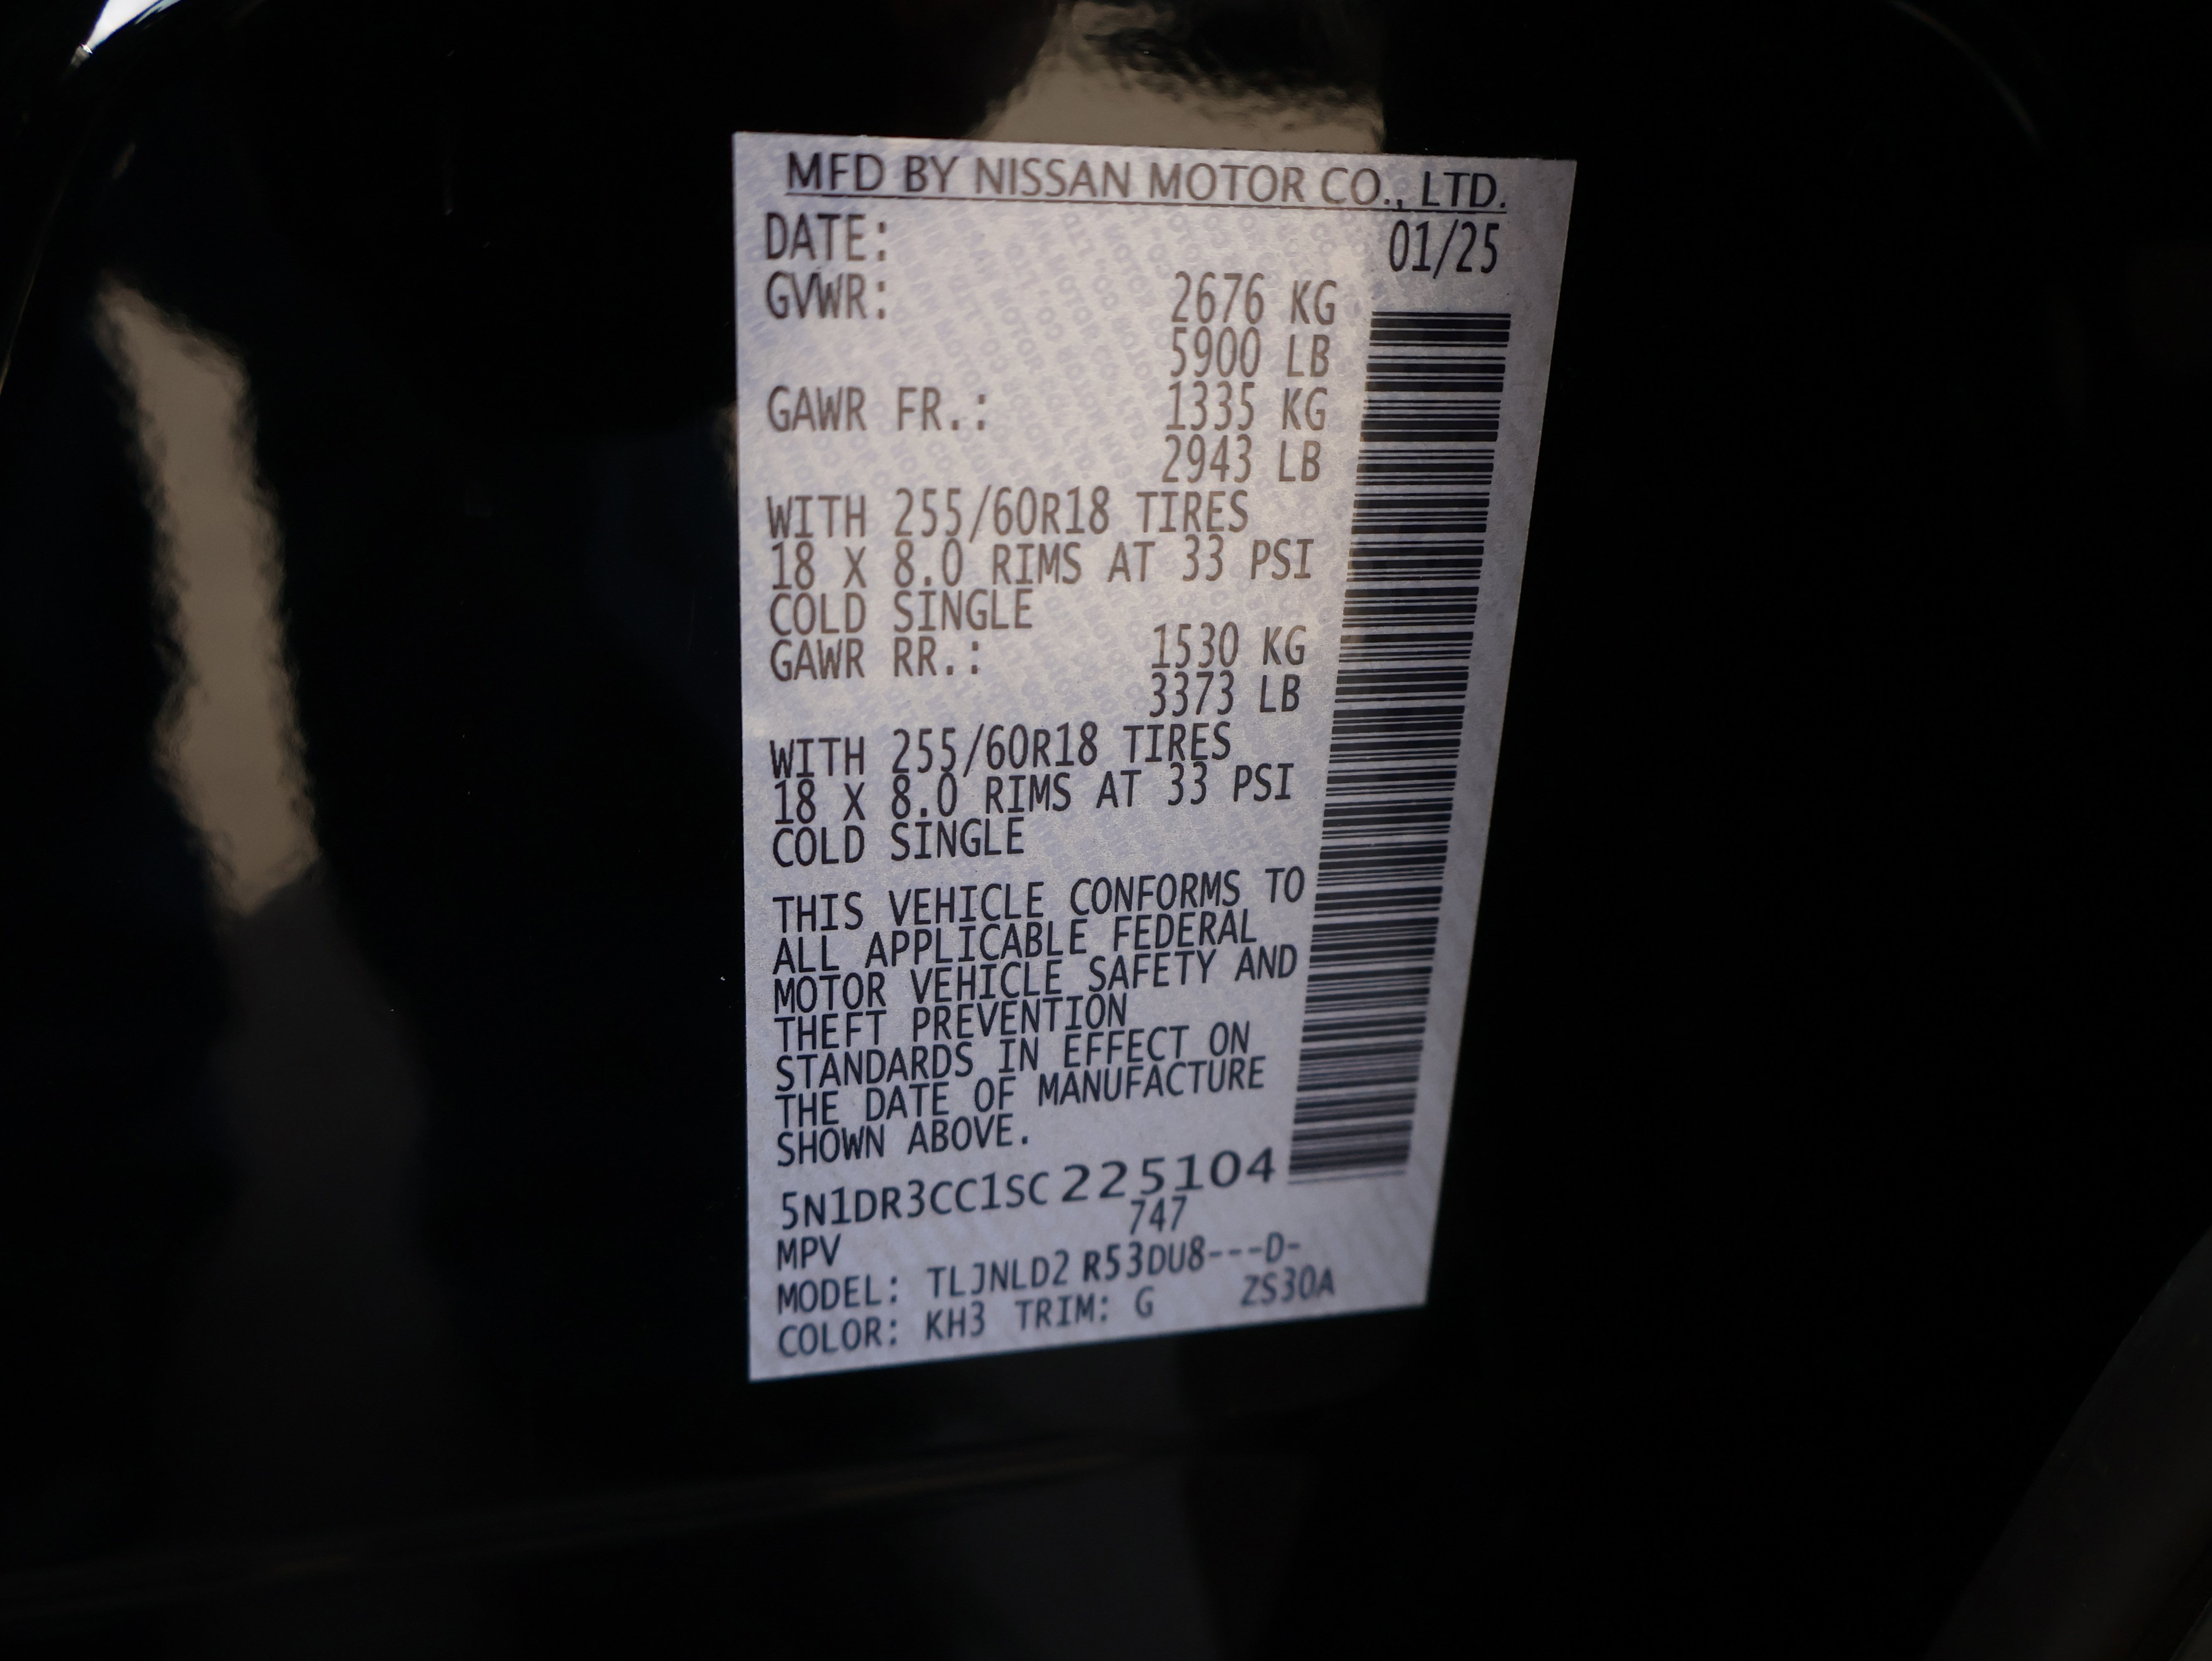 MFD BY NISSAN MOTOR CO., LTD.
DATE: 01/25
GVWR: 2676 KG
5900 LB
GAWR FR.: 1335 KG
2943 LB
WITH 255/60R18 TIRES
18 X 8.0 RIMS AT 33 PSI
COLD SINGLE
GAWR RR.: 1530 KG
3373 LB
WITH 255/60R18 TIRES
18 X 8.0 RIMS AT 33 PSI
COLD SINGLE
THIS VEHICLE CONFORMS TO
ALL APPLICABLE FEDERAL
MOTOR VEHICLE SAFETY AND
THEFT PREVENTION
STANDARDS IN EFFECT ON
THE DATE OF MANUFACTURE
SHOWN ABOVE.
5N1DR3CC1SC225104
747
MPV
MODEL: TLJNLD2 R53DU8---D-
COLOR: KH3 TRIM: G ZS30A